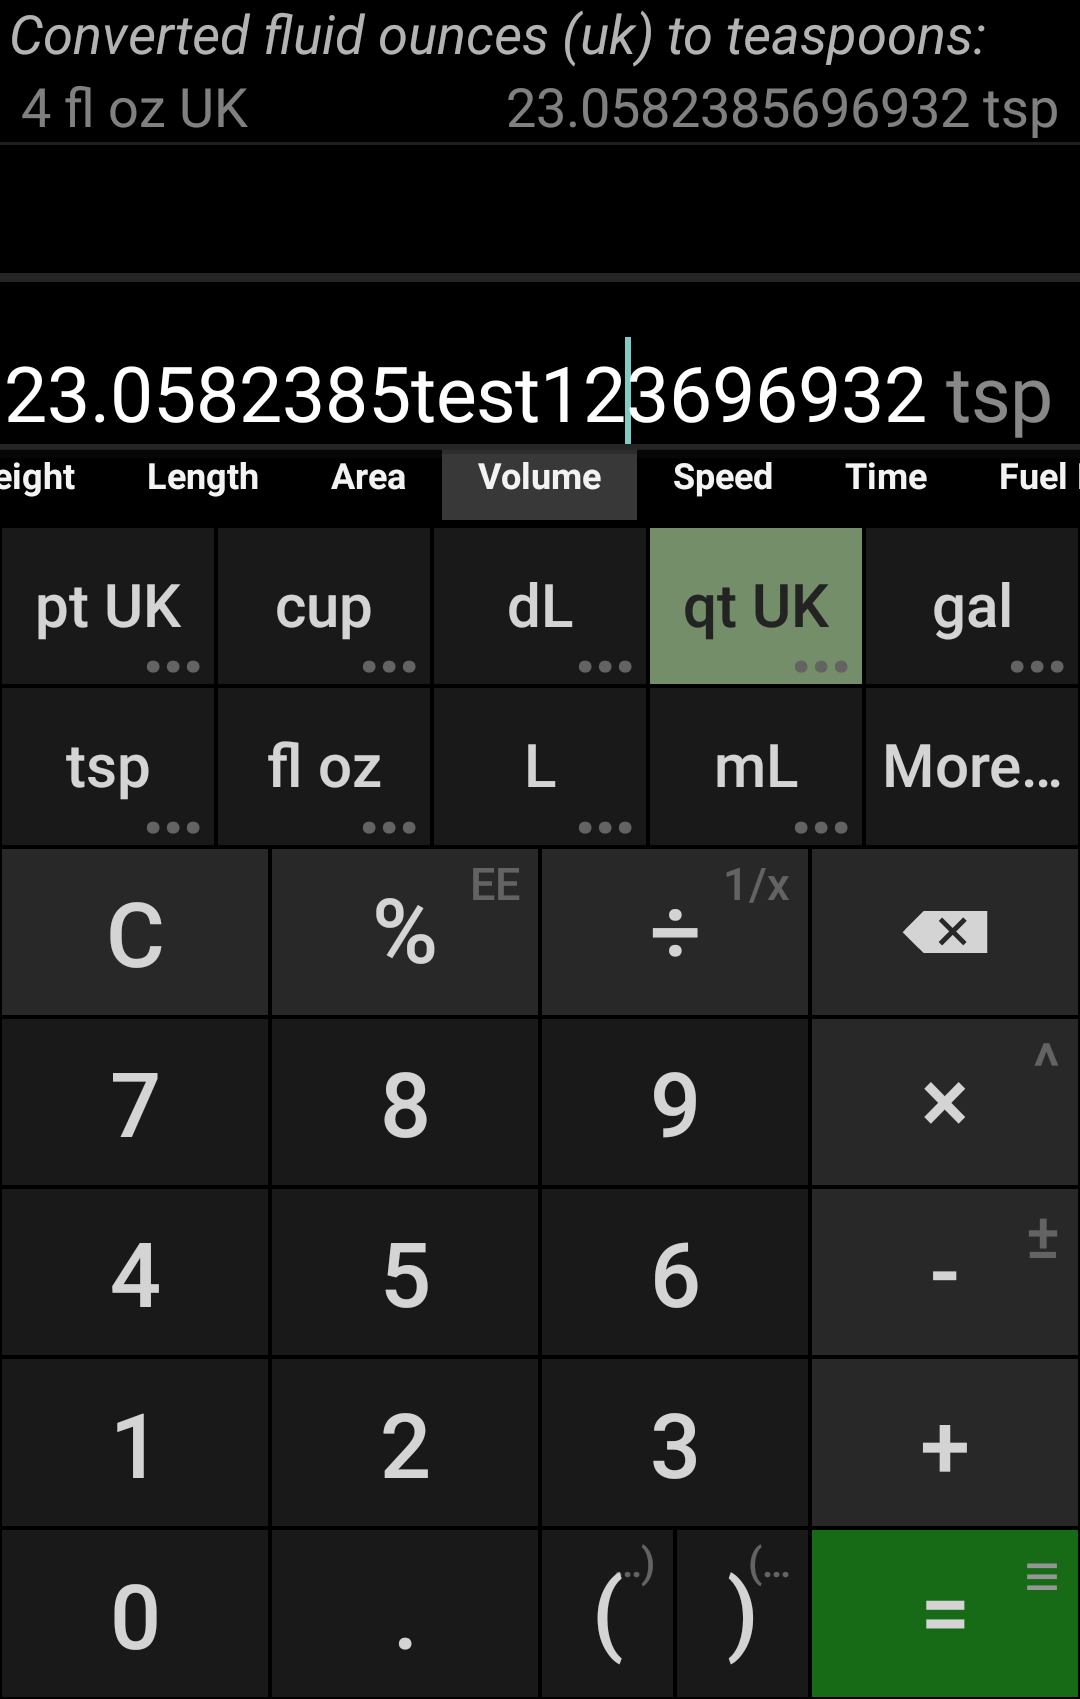 Converted fluid ounces (uk) to teaspoons:
4 fl oz UK 23.0582385696932 tsp
23.0582385test123696932 tsp
eight Length Area Volume Speed Time Fuel
pt UK cup dL qt UK gal
tsp fl oz L mL More...
C % EE ÷ 1/x
7 8 9 × ^
4 5 6 - ±
1 2 3 +
0 . ( ..) ) (... =